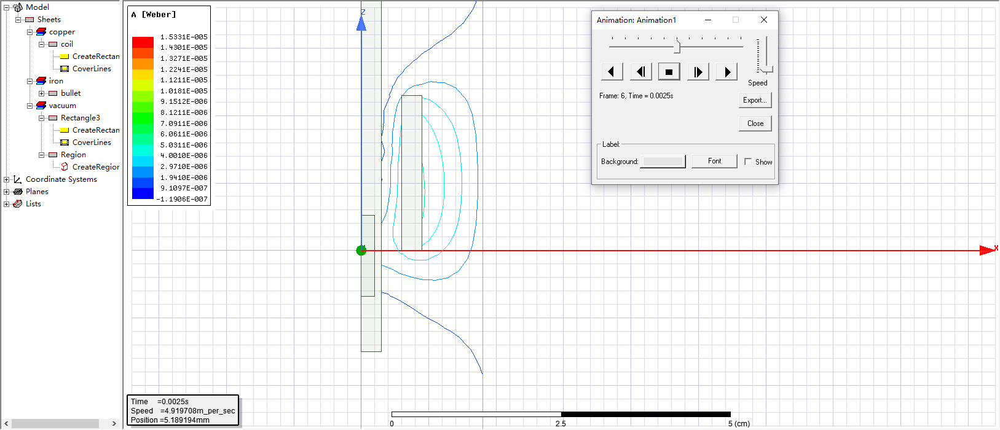 Model
Sheets
copper
coil
CreateRectan
CoverLines
iron
bullet
vacuum
Rectangle3
CreateRectan
CoverLines
Region
CreateRegior
Coordinate Systems
Planes
Lists
A [Weber]
1.5331E-005
1.4301E-005
1.3271E-005
1.2241E-005
1.1211E-005
1.0181E-005
9.1512E-006
8.1211E-006
7.0911E-006
6.0611E-006
5.0311E-006
4.0010E-006
2.9710E-006
1.9410E-006
9.1097E-007
-1.1906E-007
Z
X
Animation: Animation1
Speed
Frame: 6, Time = 0.0025s
Export...
Close
Label:
Background:
Font
Show
Time =0.0025s
Speed =4.919708m_per_sec
Position =5.189194mm
0 2.5 5 (cm)